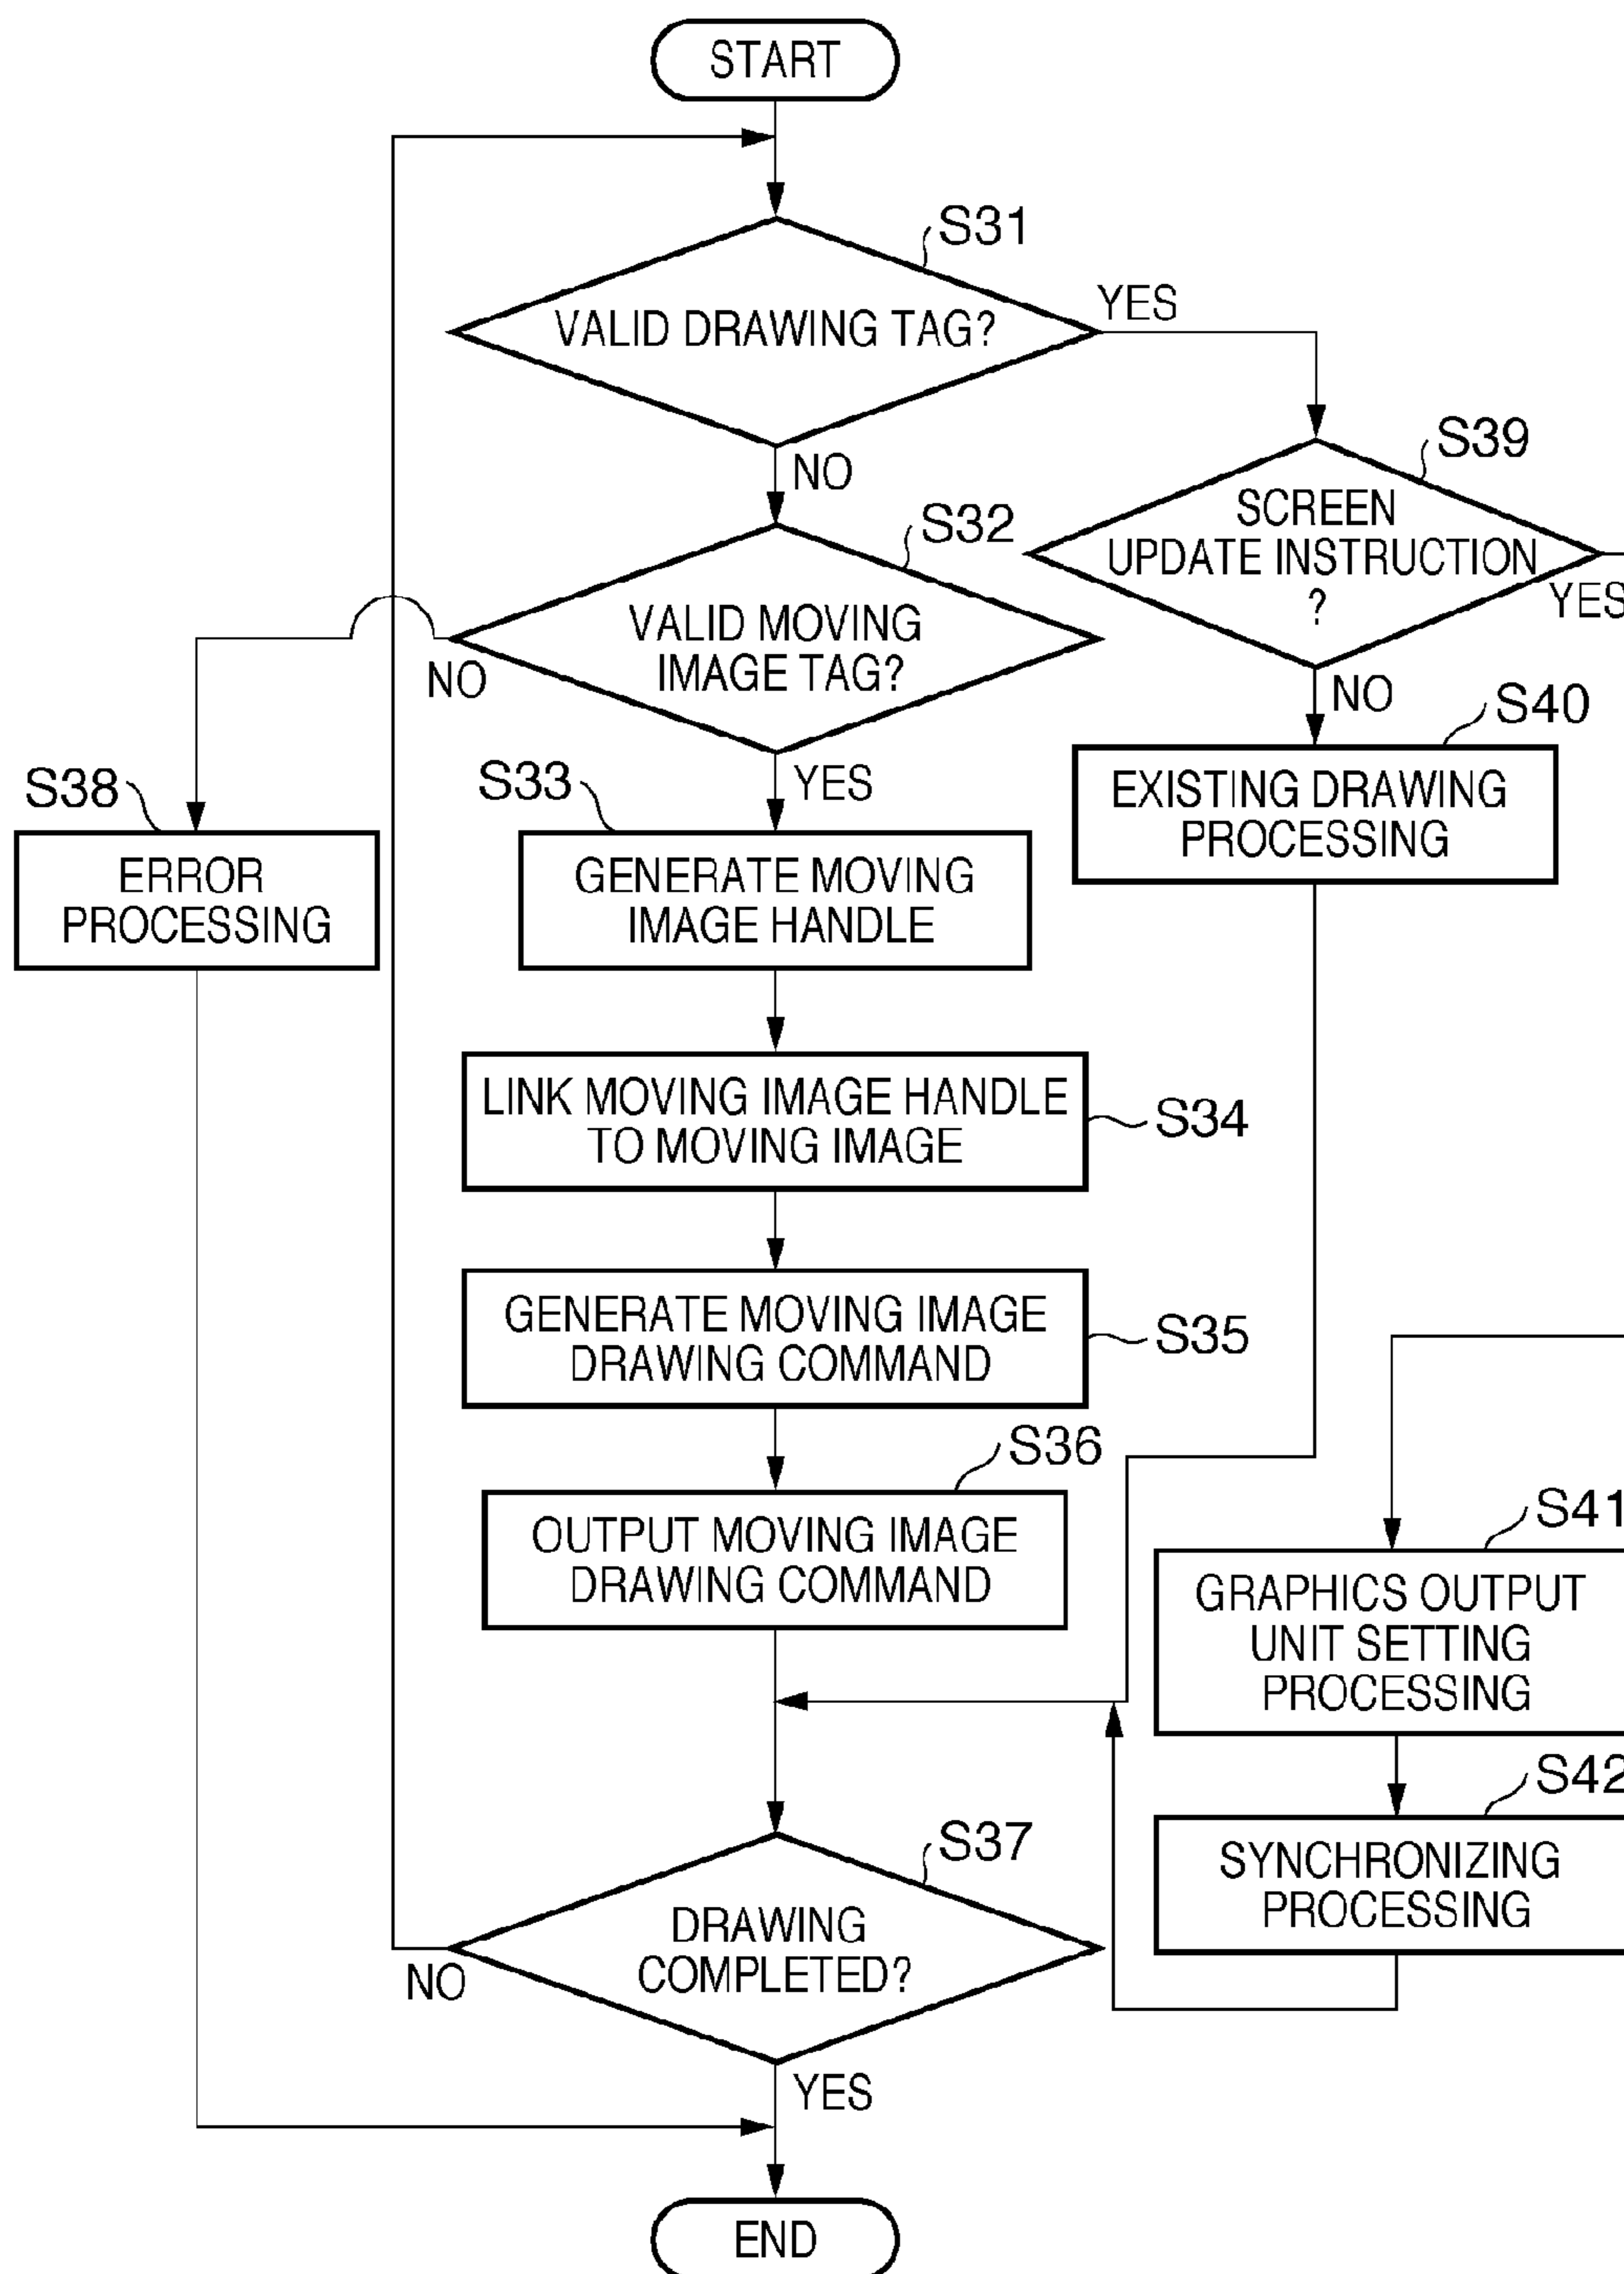 START
S31
VALID DRAWING TAG?
YES
NO
S39
SCREEN
UPDATE INSTRUCTION
?
YES
NO
S32
VALID MOVING
IMAGE TAG?
NO
YES
S40
EXISTING DRAWING
PROCESSING
S38
ERROR
PROCESSING
S33
GENERATE MOVING
IMAGE HANDLE
LINK MOVING IMAGE HANDLE
TO MOVING IMAGE
S34
GENERATE MOVING IMAGE
DRAWING COMMAND
S35
S36
OUTPUT MOVING IMAGE
DRAWING COMMAND
S41
GRAPHICS OUTPUT
UNIT SETTING
PROCESSING
S42
SYNCHRONIZING
PROCESSING
S37
DRAWING
COMPLETED?
NO
YES
END